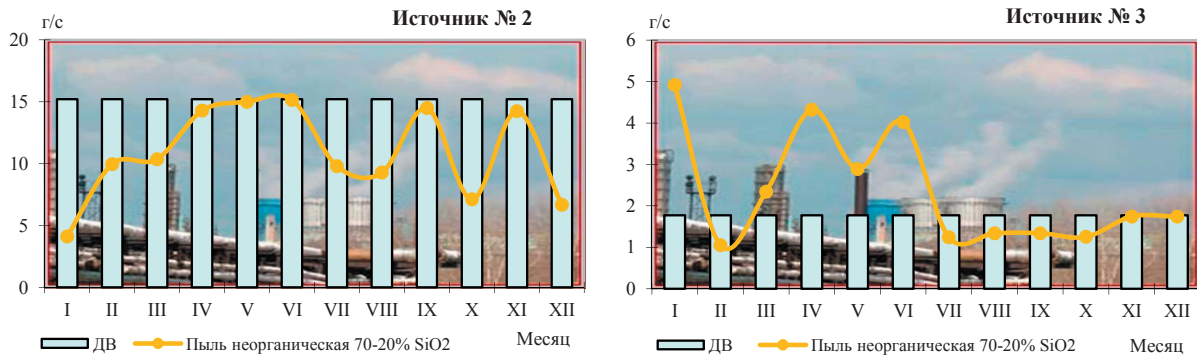 г/с
Источник № 2
20
15
10
5
0
I II III IV V VI VII VIII IX X XI XII
ДВ Пыль неорганическая 70-20% SiO2 Месяц
г/с
Источник № 3
6
5
4
3
2
1
0
I II III IV V VI VII VIII IX X XI XII
ДВ Пыль неорганическая 70-20% SiO2 Месяц